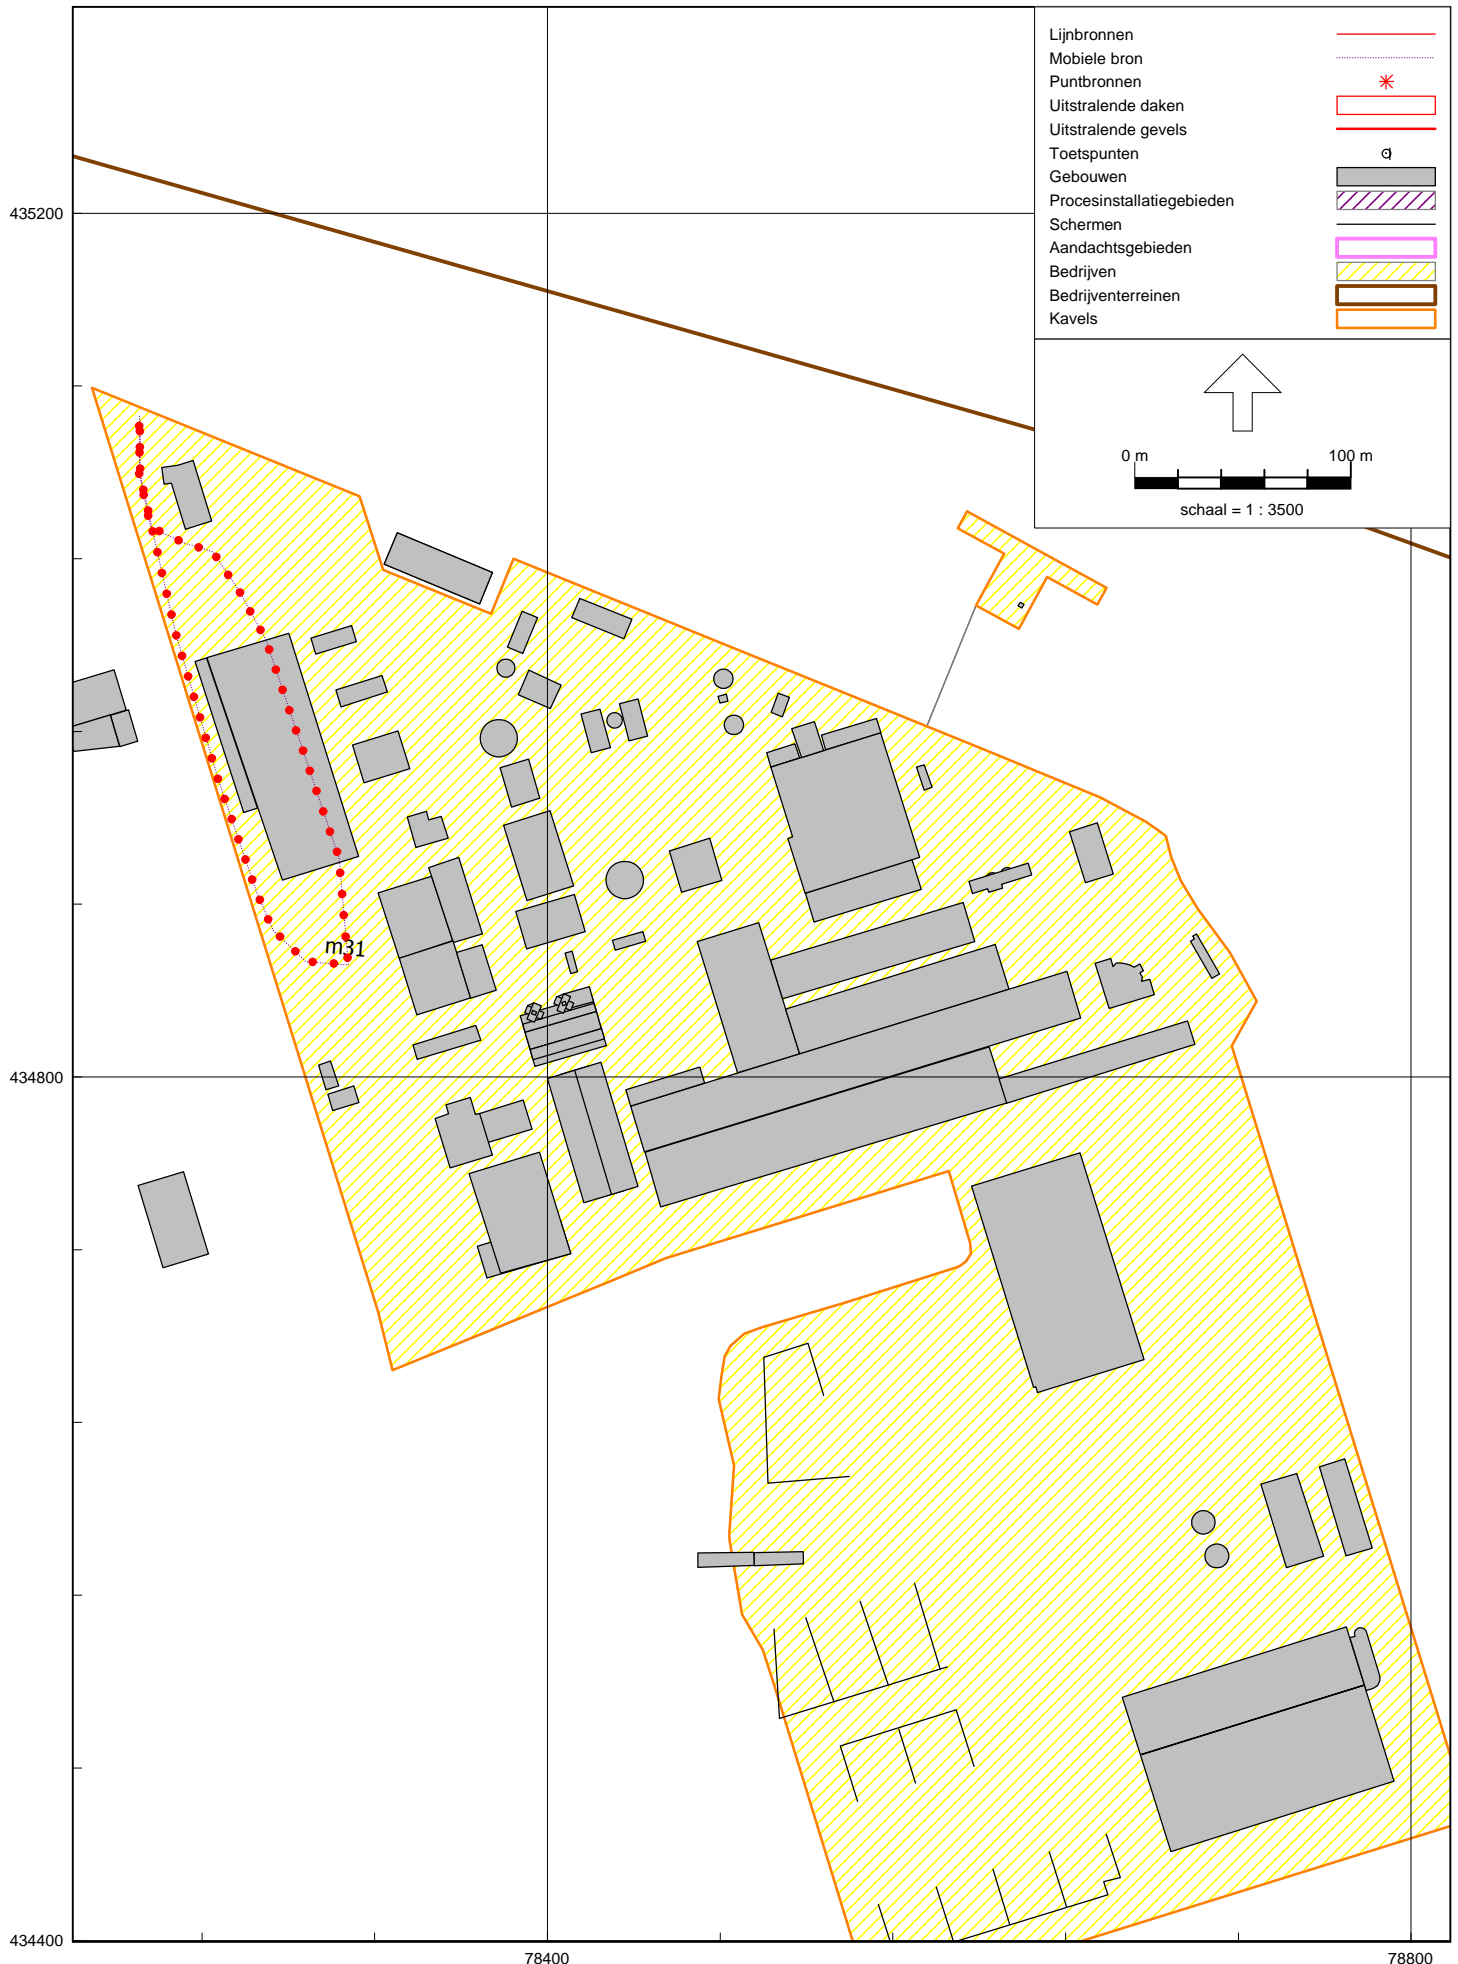 Lijnbronnen
Mobiele bron
Puntbronnen
Uitstralende daken
Uitstralende gevels
Toetspunten
Gebouwen
Procesinstallatiegebieden
Schermen
Aandachtsgebieden
Bedrijven
Bedrijventerreinen
Kavels
0 m 100 m
schaal = 1 : 3500
435200
m31
434800
434400
78400 78800